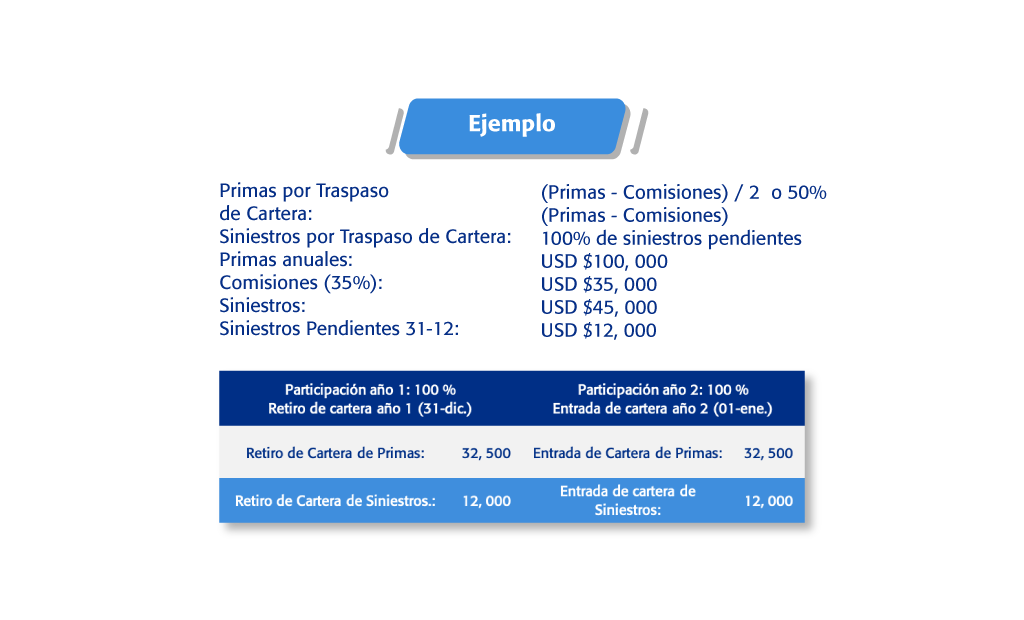 Ejemplo
Primas por Traspaso
de Cartera:
(Primas - Comisiones) / 2 o 50%
(Primas - Comisiones)
Siniestros por Traspaso de Cartera:
100% de siniestros pendientes
Primas anuales:
USD $100, 000
Comisiones (35%):
USD $35, 000
Siniestros:
USD $45, 000
Siniestros Pendientes 31-12:
USD $12, 000
Participación año 1: 100 %
Retiro de cartera año 1 (31-dic.)
Participación año 2: 100 %
Entrada de cartera año 2 (01-ene.)
Retiro de Cartera de Primas:
32, 500
Entrada de Cartera de Primas:
32, 500
Retiro de Cartera de Siniestros.:
12, 000
Entrada de cartera de
Siniestros:
12, 000